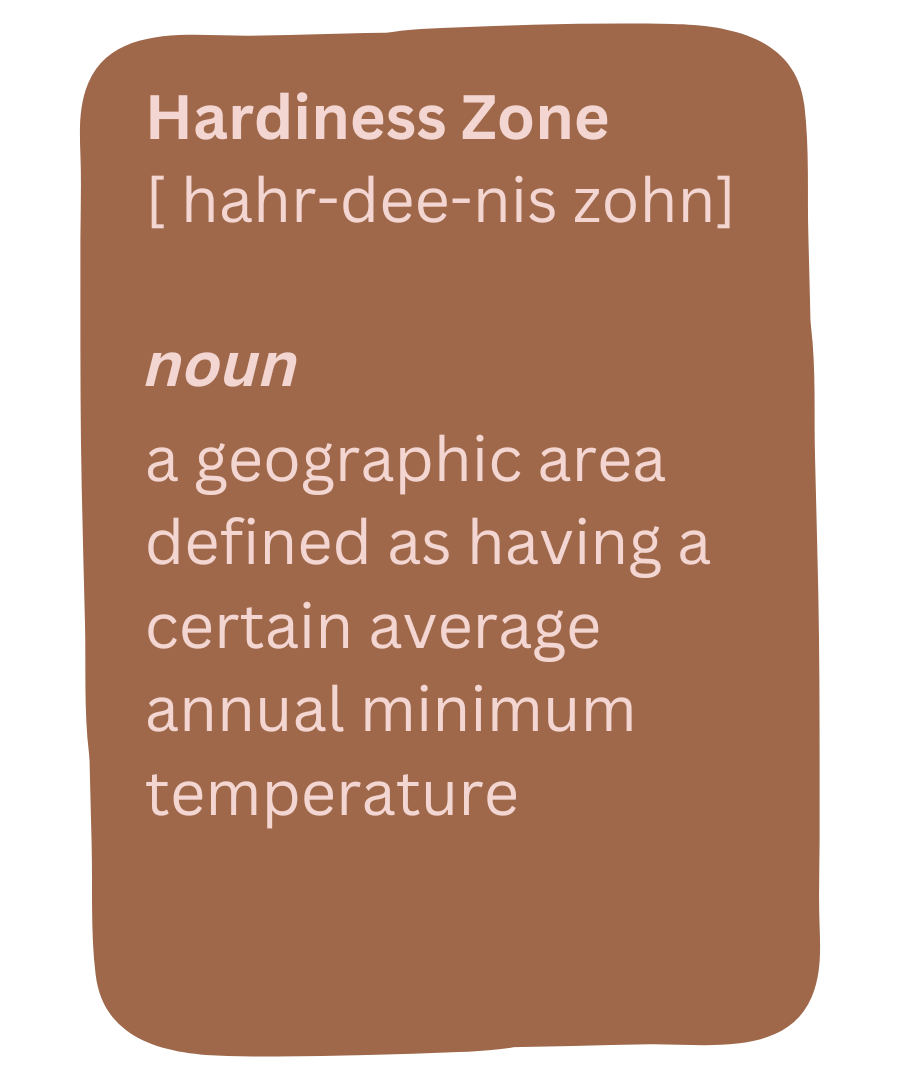 Hardiness Zone
[ hahr-dee-nis zohn]
noun
a geographic area
defined as having a
certain average
annual minimum
temperature